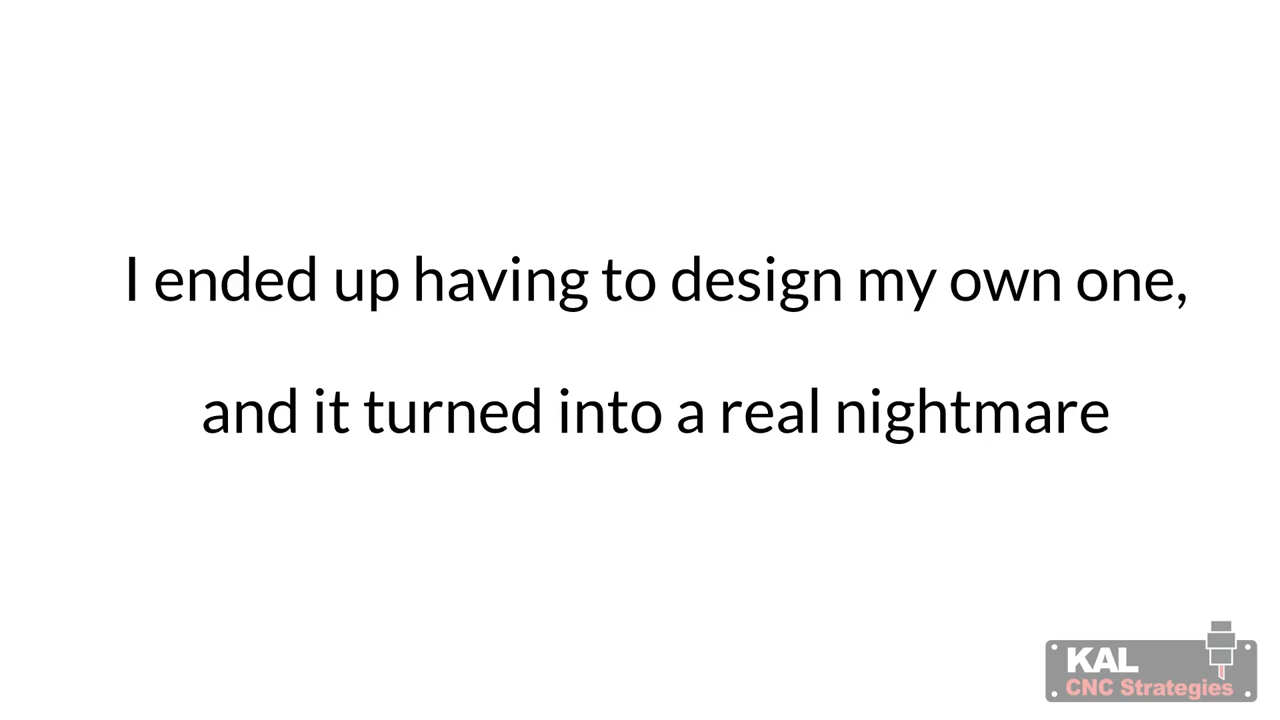 I ended up having to design my own one,
and it turned into a real nightmare
KAL
CNC Strategies